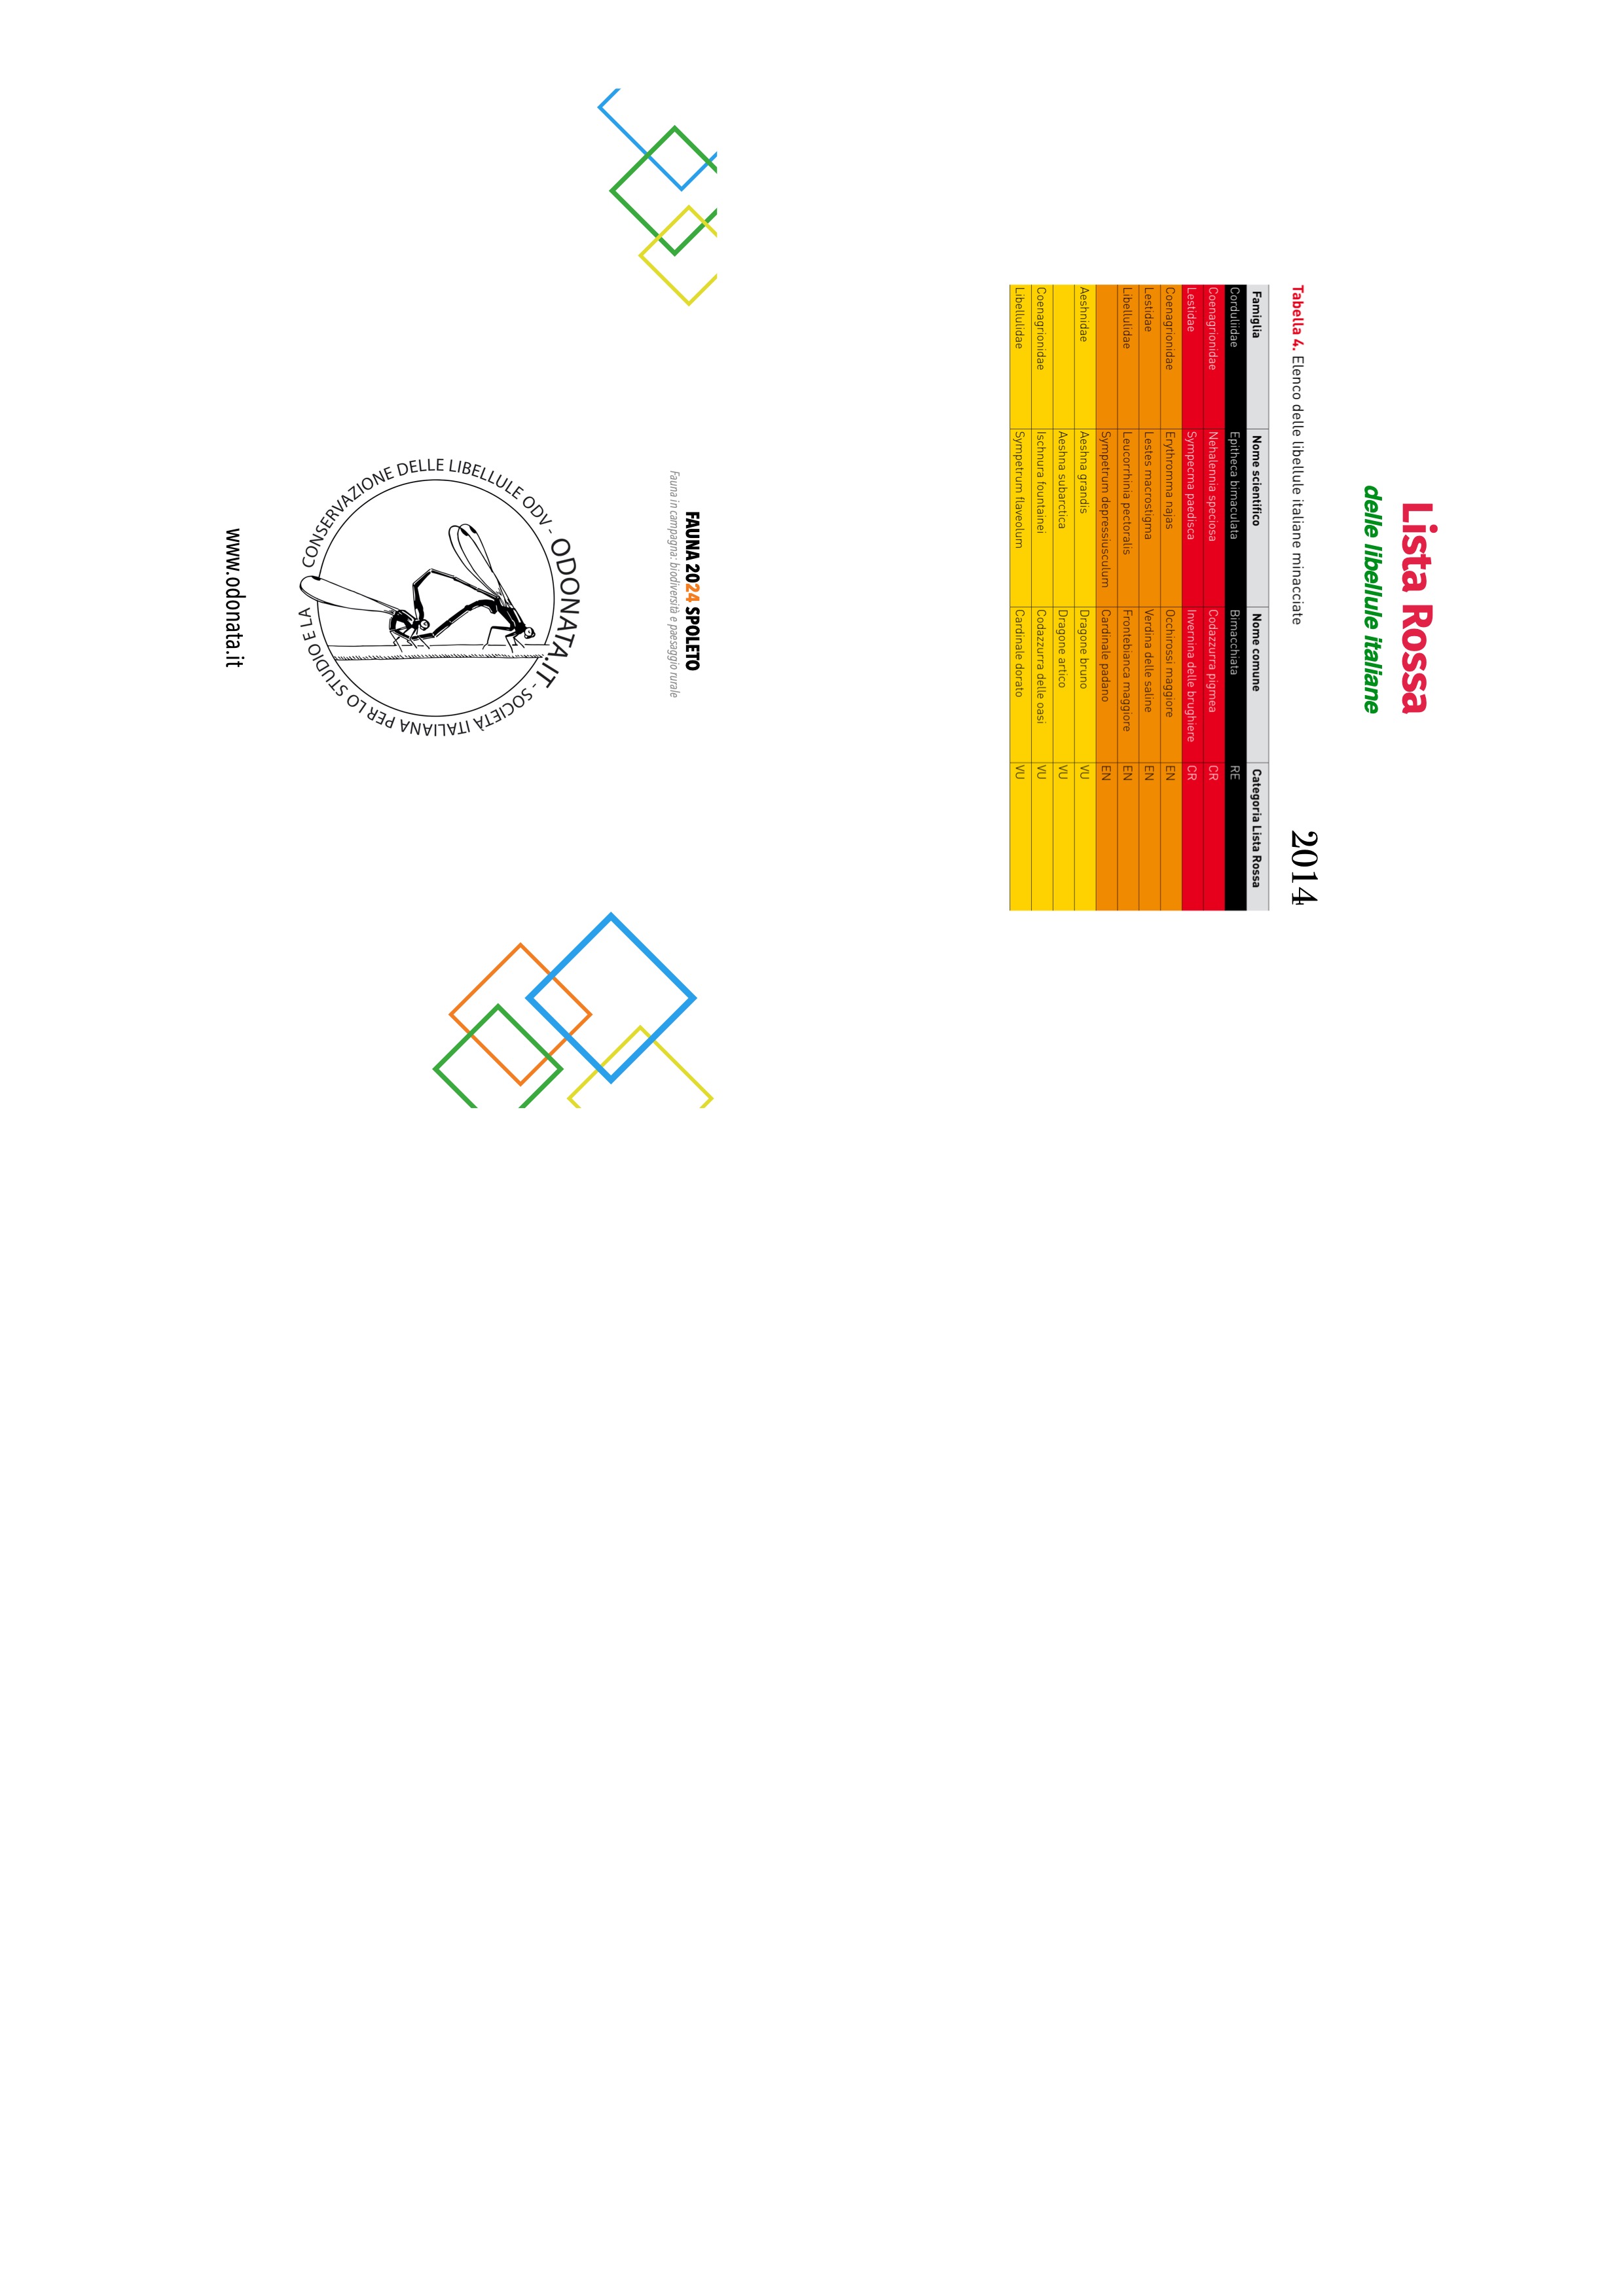 Lista Rossa
delle libellule italiane
Tabella 4. Elenco delle libellule italiane minacciate
2014
Famiglia Nome scientifico Nome comune Categoria Lista Rossa
Corduliidae Epitheca bimaculata Bimacchiata RE
Coenagrionidae Nehalennia speciosa Codazzurra pigmea CR
Lestidae Sympecma paedisca Invernina delle brughiere CR
Coenagrionidae Erythromma najas Occhirossi maggiore EN
Lestidae Lestes macrostigma Verdina delle saline EN
Libellulidae Leucorrhinia pectoralis Frontebianca maggiore EN
Sympetrum depressiusculum Cardinale padano EN
Aeshnidae Aeshna grandis Dragone bruno VU
Aeshna subarctica Dragone artico VU
Coenagrionidae Ischnura fountainei Codazzurra delle oasi VU
Libellulidae Sympetrum flaveolum Cardinale dorato VU
FAUNA 2024 SPOLETO
Fauna in campagna: biodiversità e paesaggio rurale
ODONATA.IT - SOCIETÀ ITALIANA PER LO STUDIO E LA CONSERVAZIONE DELLE LIBELLULE ODV -
www.odonata.it